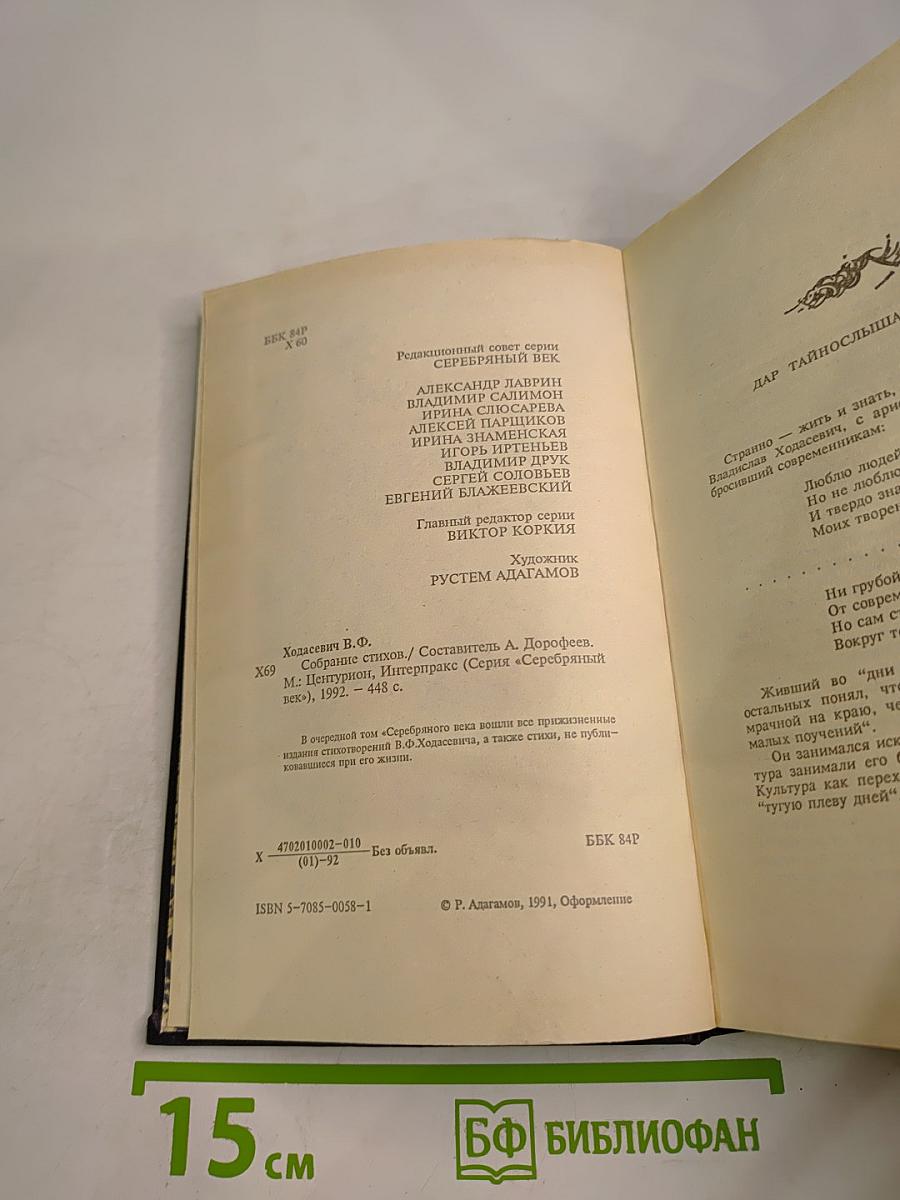 ББК 84Р
Х 60
Редакционный совет серии
СЕРЕБРЯНЫЙ ВЕК
АЛЕКСАНДР ЛАВРИН
ВЛАДИМИР САЛИМОН
ИРИНА СЛЮСАРЕВА
АЛЕКСЕЙ ПАРЩИКОВ
ИРИНА ЗНАМЕНСКАЯ
ИГОРЬ ИРТЕНЬЕВ
ВЛАДИМИР ДРУК
СЕРГЕЙ СОЛОВЬЕВ
ЕВГЕНИЙ БЛАЖЕЕВСКИЙ
Главный редактор серии
ВИКТОР КОРКИЯ
Художник
РУСТЕМ АДАГАМОВ
Ходасевич В.Ф.
Х69 Собрание стихов./ Составитель А. Дорофеев.
М.: Центурион, Интерпракс (Серия «Серебряный
век»), 1992. – 448 с.
В очередной том «Серебряного века вошли все прижизненные
издания стихотворений В.Ф.Ходасевича, а также стихи, не публи-
ковавшиеся при его жизни.
Х 4702010002–010
(01)–92 Без объявл.
ББК 84Р
ISBN 5–7085–0058–1
© Р. Адагамов, 1991, Оформление
ДАР ТАЙНОСЛЫША
Странно — жить и знать,
Владислав Ходасевич, с арис
бросивший современникам:
Люблю людей
Но не люблю
И твердо зна
Моих творен
Ни грубой
От соврем
Но сам ст
Вокруг те
Живший во “дни
остальных понял, что
мрачной на краю, че
малых поучений“.
Он занимался иск
тура занимали его б
Культура как перех
“тугую плеву дней“
15 см
БФ БИБЛИОФАН